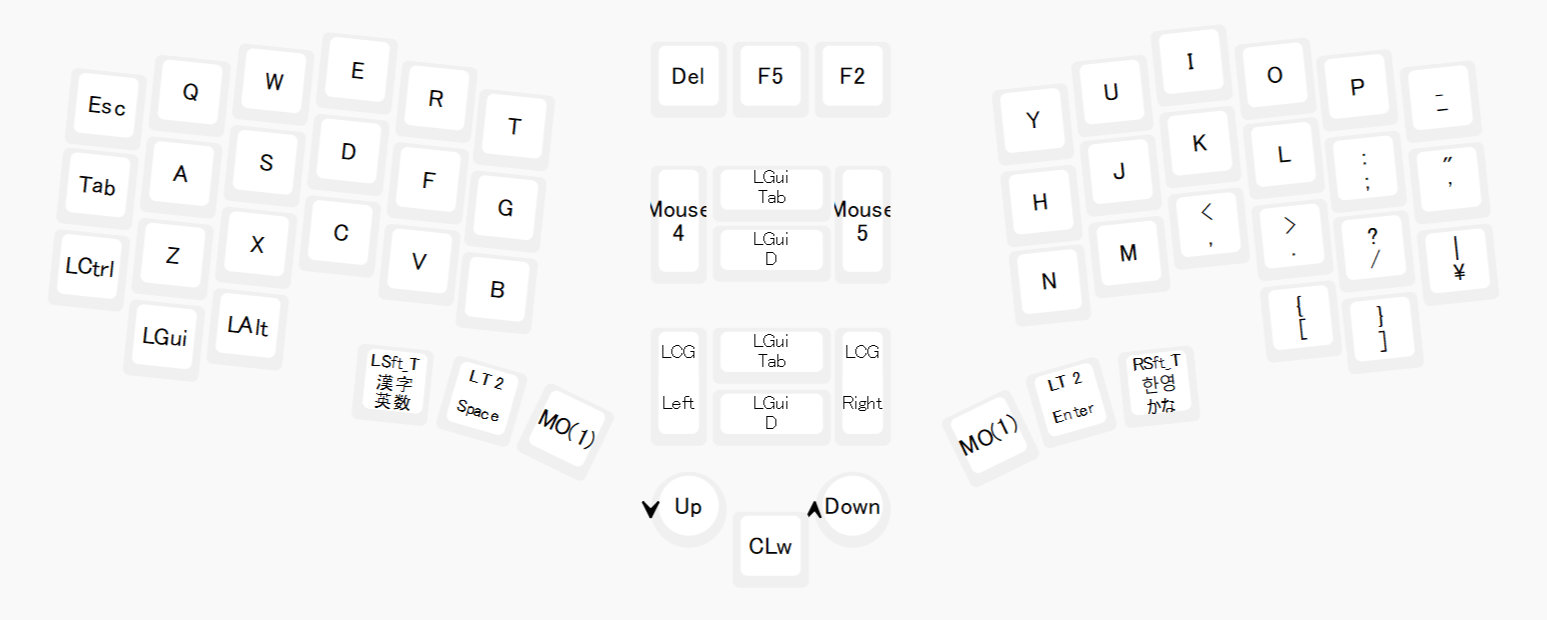 Esc
Q
W
E
R
T
Del
F5
F2
Y
U
I
O
P
_
–
Tab
A
S
D
F
G
Mouse
4
LGui
Tab
Mouse
5
LGui
D
H
J
K
L
:
;
"
'
LCtrl
Z
X
C
V
B
N
M
<
,
>
.
?
/
|
¥
LGui
LAlt
{
[
}
]
LSft_T
漢字
英数
LT 2
Space
MO(1)
LCG
Left
LGui
Tab
LCG
Right
LGui
D
MO(1)
LT 2
Enter
RSft_T
한영
かな
Up
Down
CLw